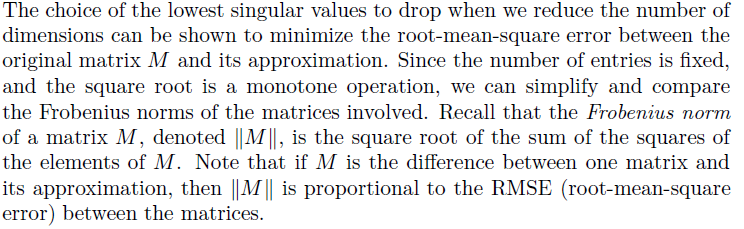 The choice of the lowest singular values to drop when we reduce the number of
dimensions can be shown to minimize the root-mean-square error between the
original matrix M and its approximation. Since the number of entries is fixed,
and the square root is a monotone operation, we can simplify and compare
the Frobenius norms of the matrices involved. Recall that the Frobenius norm
of a matrix M, denoted ‖M‖, is the square root of the sum of the squares of
the elements of M. Note that if M is the difference between one matrix and
its approximation, then ‖M‖ is proportional to the RMSE (root-mean-square
error) between the matrices.